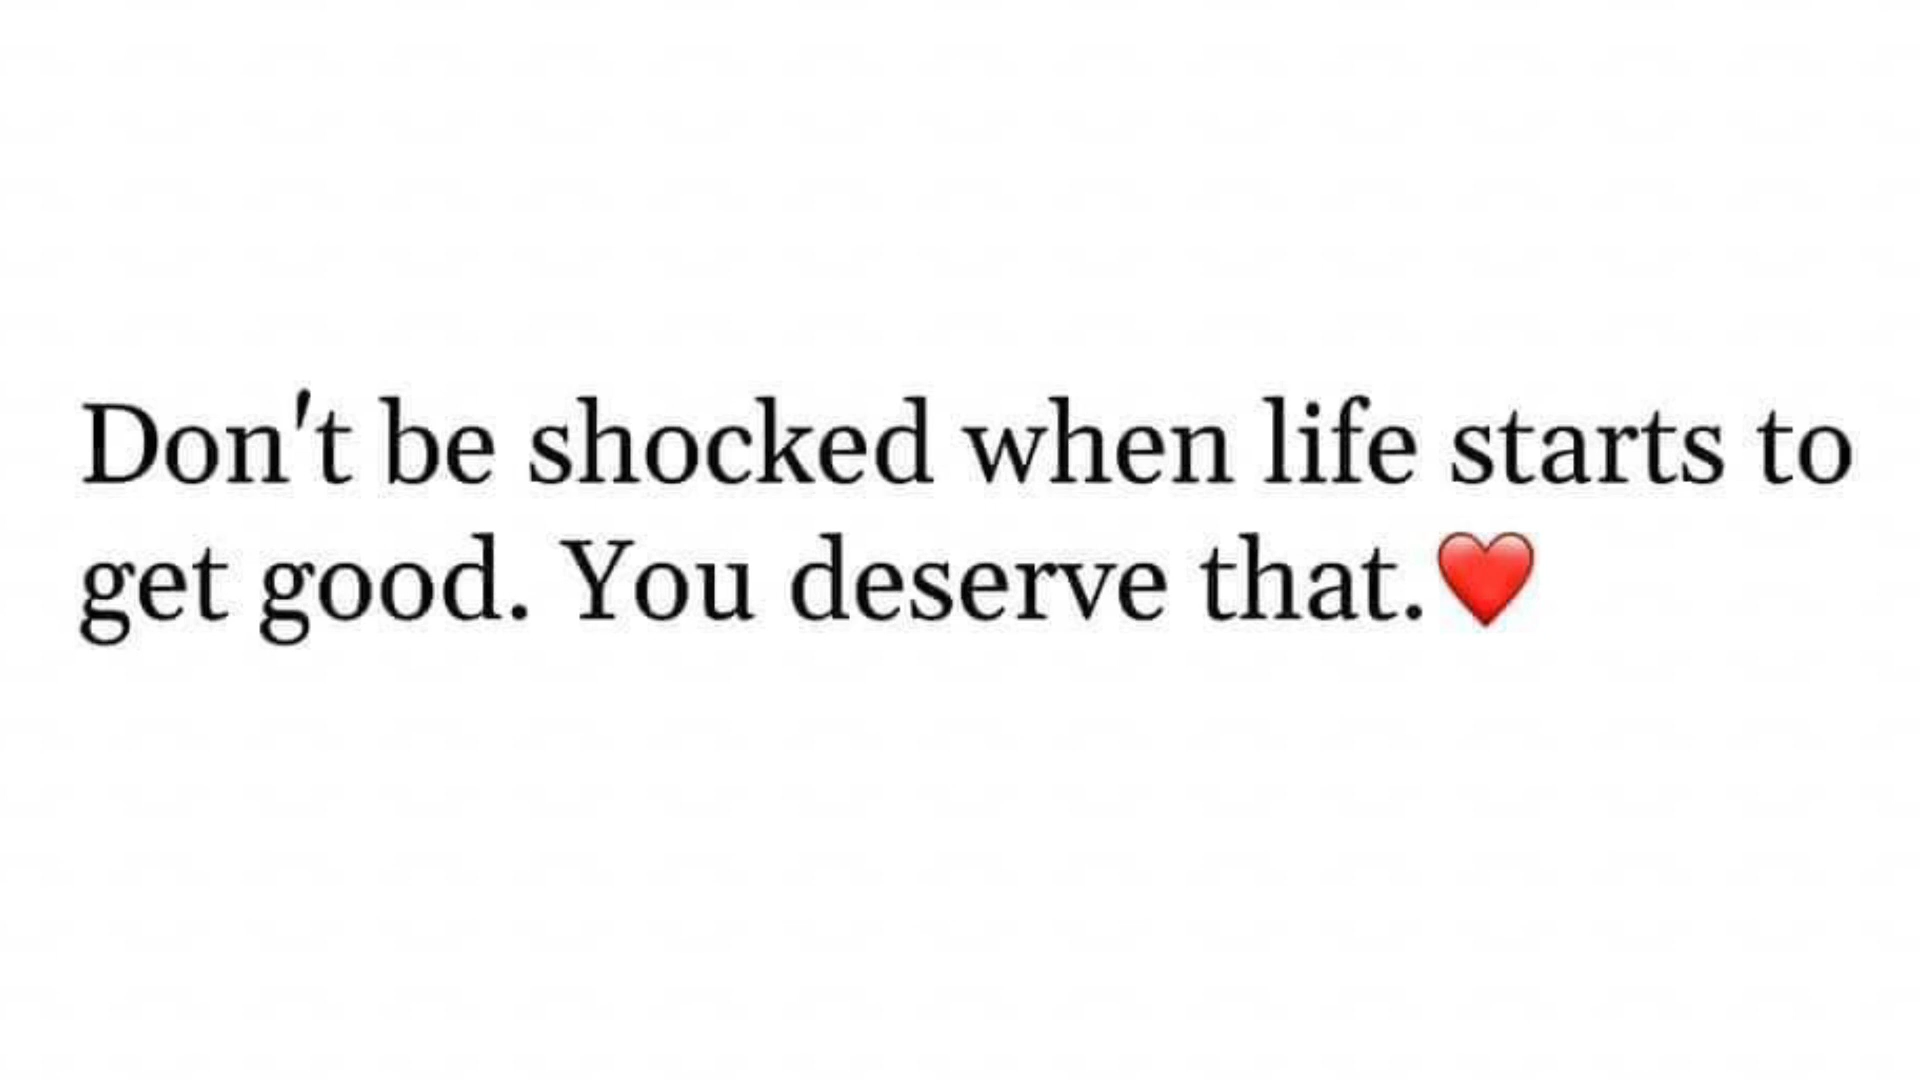 Don't be shocked when life starts to
get good. You deserve that.❤️